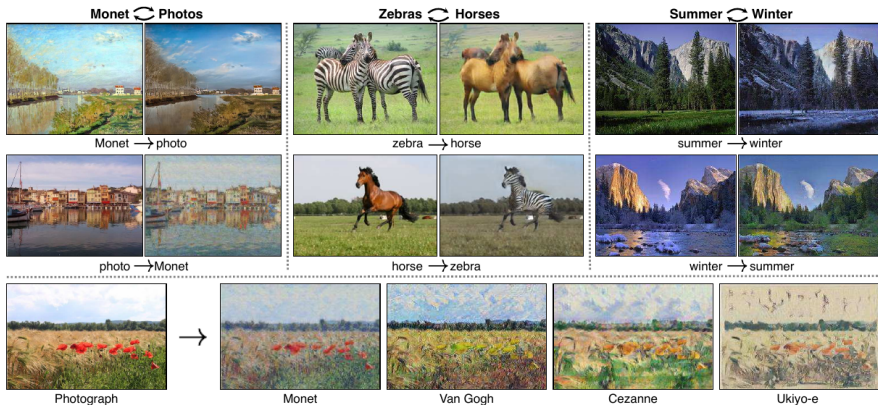 Monet Photos
Zebras Horses
Summer Winter
Monet → photo
zebra → horse
summer → winter
photo → Monet
horse → zebra
winter → summer
Photograph
Monet
Van Gogh
Cezanne
Ukiyo-e